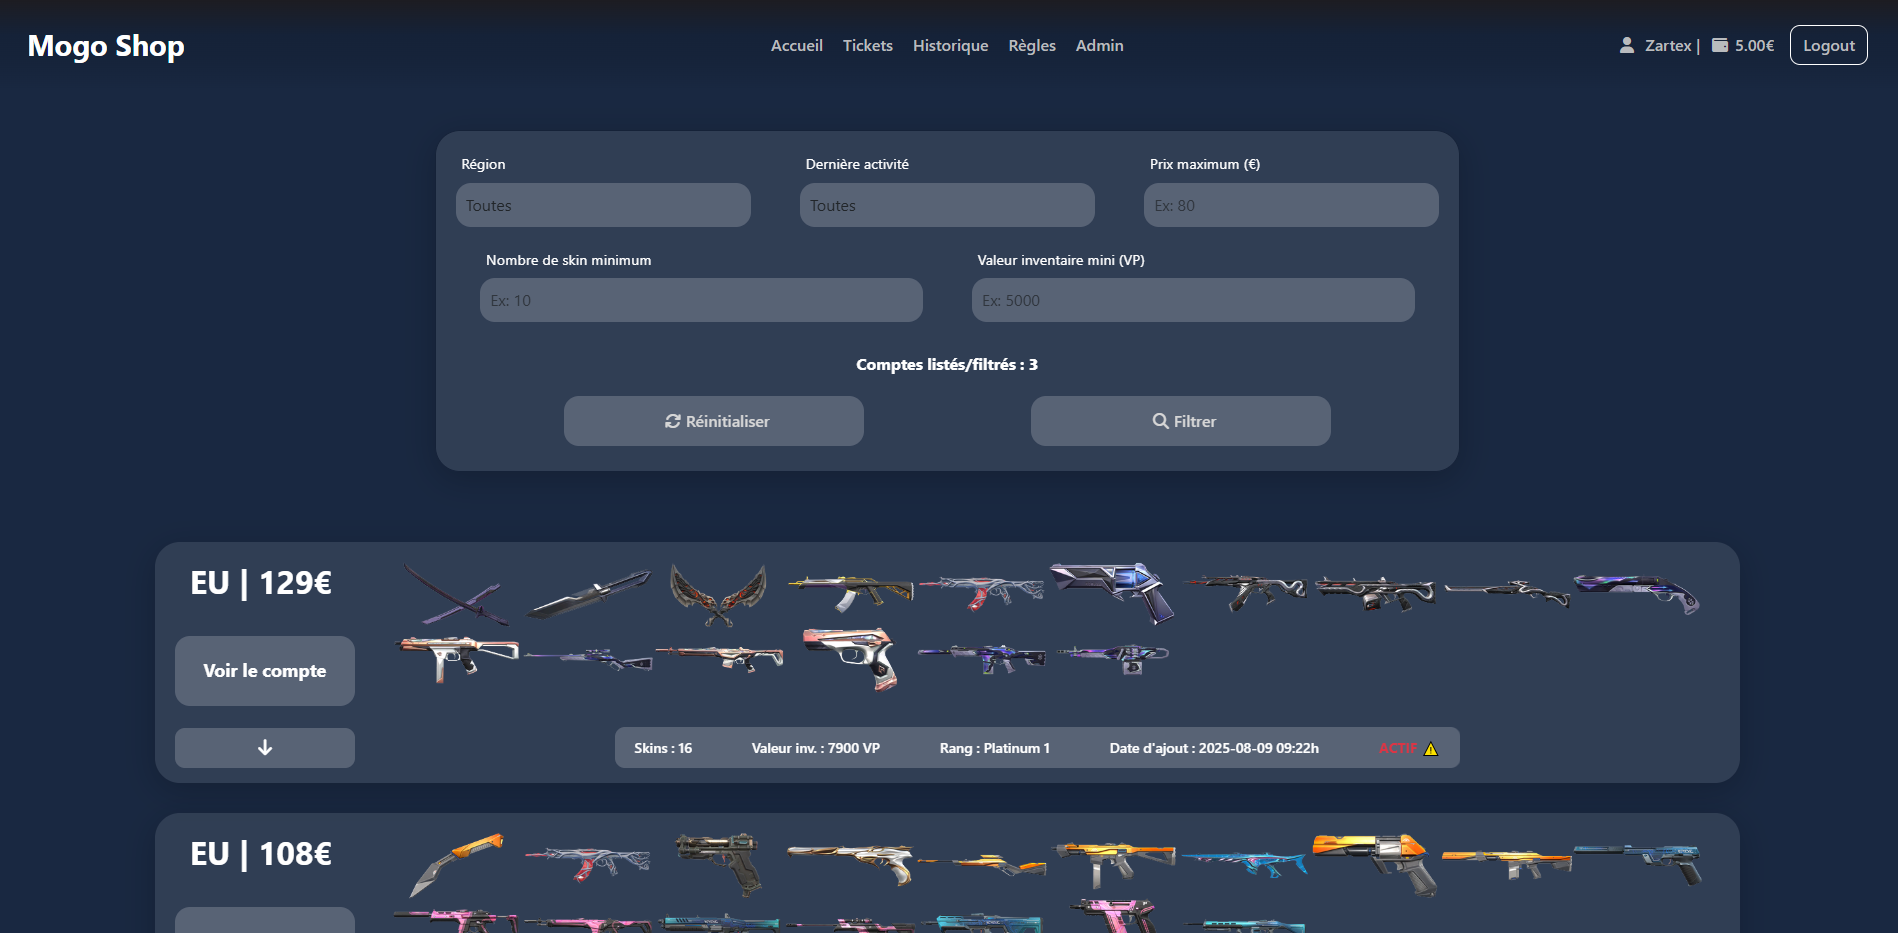 Mogo Shop
Accueil Tickets Historique Règles Admin
Zartex | 5.00€ Logout
Région Dernière activité Prix maximum (€)
Toutes Toutes Ex: 80
Nombre de skin minimum Valeur inventaire mini (VP)
Ex: 10 Ex: 5000
Comptes listés/filtrés : 3
Réinitialiser Filtrer
EU | 129€
Voir le compte
Skins : 16 Valeur inv. : 7900 VP Rang : Platinum 1 Date d'ajout : 2025-08-09 09:22h ACTIF
EU | 108€